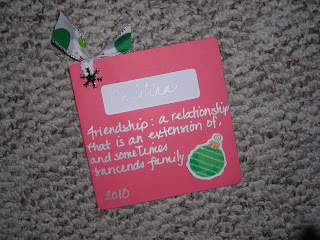 friendship: a relationship
that is an extension of,
and sometimes
trancends family
2010